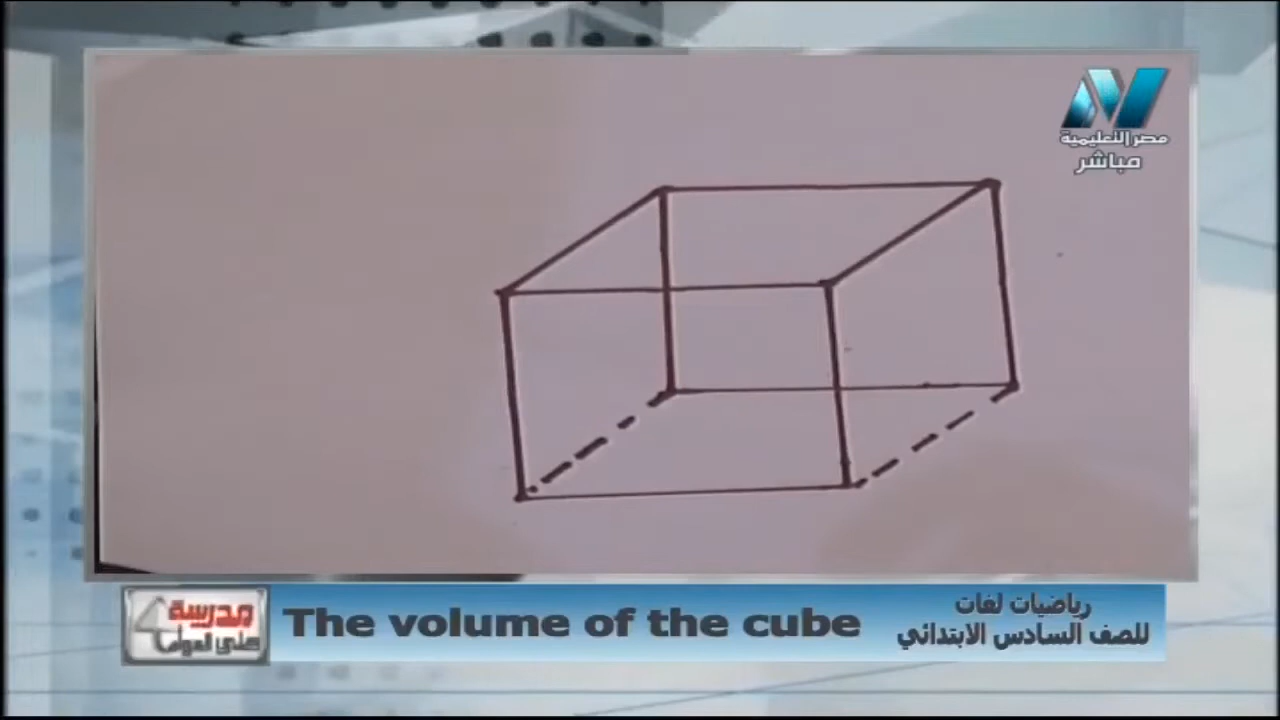 مصر التعليمية
مباشر
مدرسة
على الهواء
The volume of the cube
رياضيات لغات
للصف السادس الابتدائي